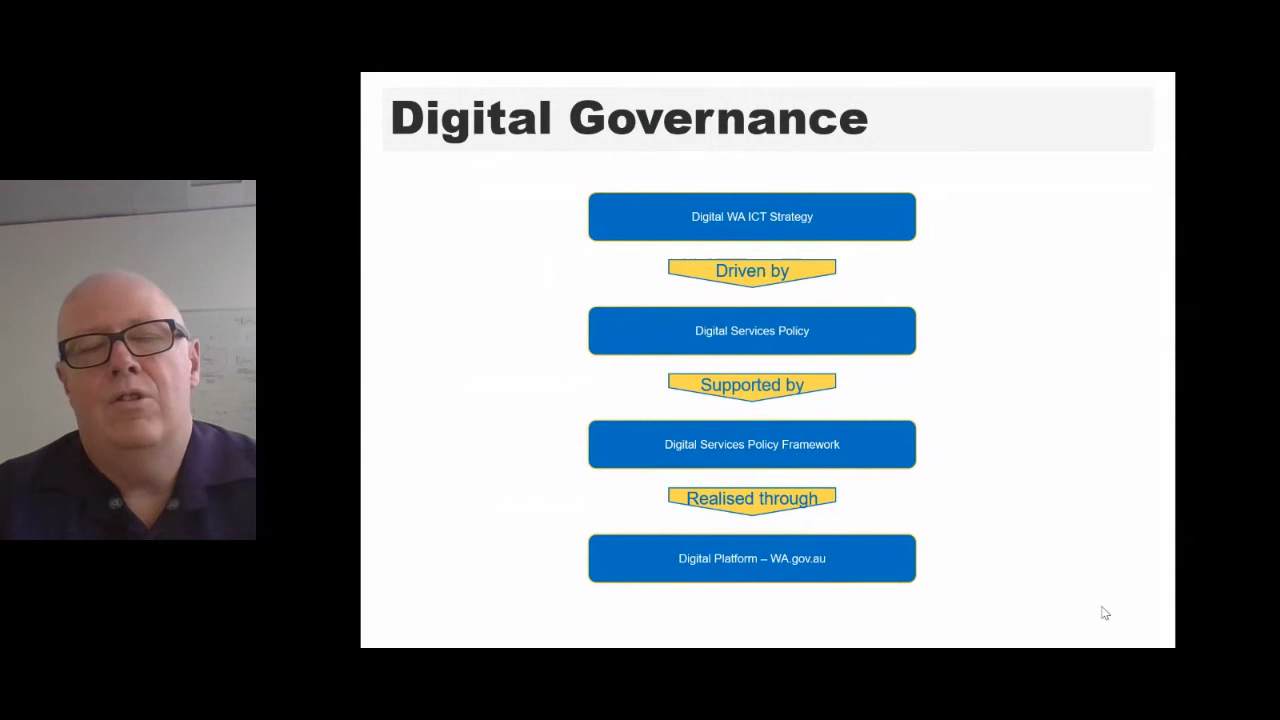 Digital Governance
Digital WA ICT Strategy
Driven by
Digital Services Policy
Supported by
Digital Services Policy Framework
Realised through
Digital Platform – WA.gov.au